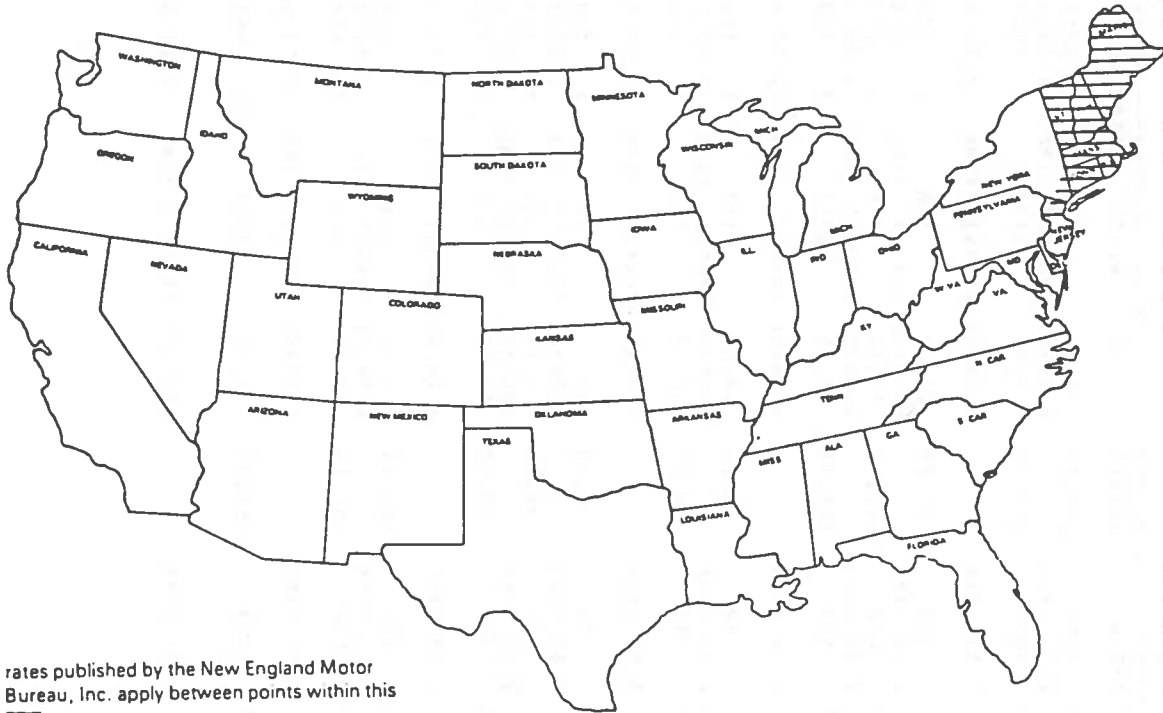 WASHINGTON
MONTANA
NORTH DAKOTA
MINNESOTA
MICH
IDAHO
OREGON
SOUTH DAKOTA
WISCONSIN
WYOMING
NEW YORK
PENNSYLVANIA
IOWA
MICH
NEW
JERSEY
CALIFORNIA
NEVADA
NEBRASKA
ILL
IND
OHIO
MD
UTAH
COLORADO
MISSOURI
W VA
VA
KANSAS
KY
N CAR
TENN
ARIZONA
NEW MEXICO
OKLAHOMA
ARKANSAS
S CAR
TEXAS
MISS
ALA
GA
LOUISIANA
FLORIDA
rates published by the New England Motor
Bureau, Inc. apply between points within this